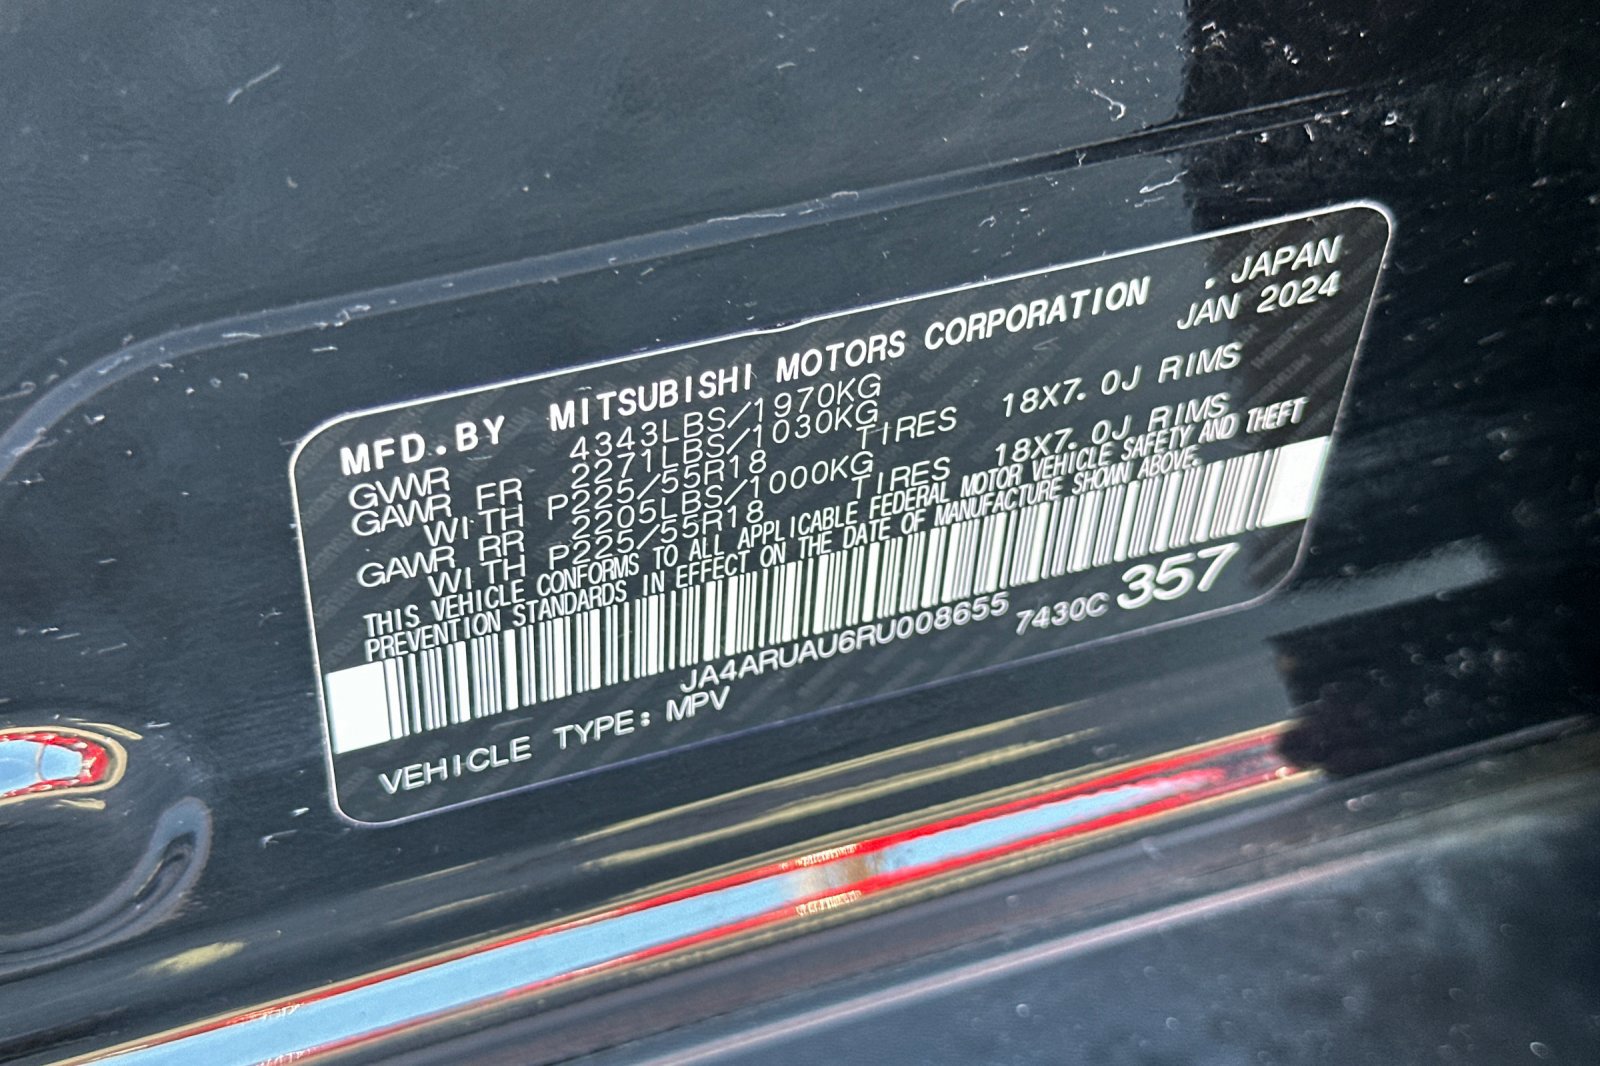 MFD.BY MITSUBISHI MOTORS CORPORATION .JAPAN
JAN 2024
GVWR 4343LBS/1970KG
GAWR FR 2271LBS/1030KG
WITH P225/55R18 TIRES 18X7.0J RIMS
GAWR RR 2205LBS/1000KG
WITH P225/55R18 TIRES 18X7.0J RIMS
THIS VEHICLE CONFORMS TO ALL APPLICABLE FEDERAL MOTOR VEHICLE SAFETY AND THEFT
PREVENTION STANDARDS IN EFFECT ON THE DATE OF MANUFACTURE SHOWN ABOVE.
JA4ARUAU6RU008655 7430C 357
VEHICLE TYPE: MPV